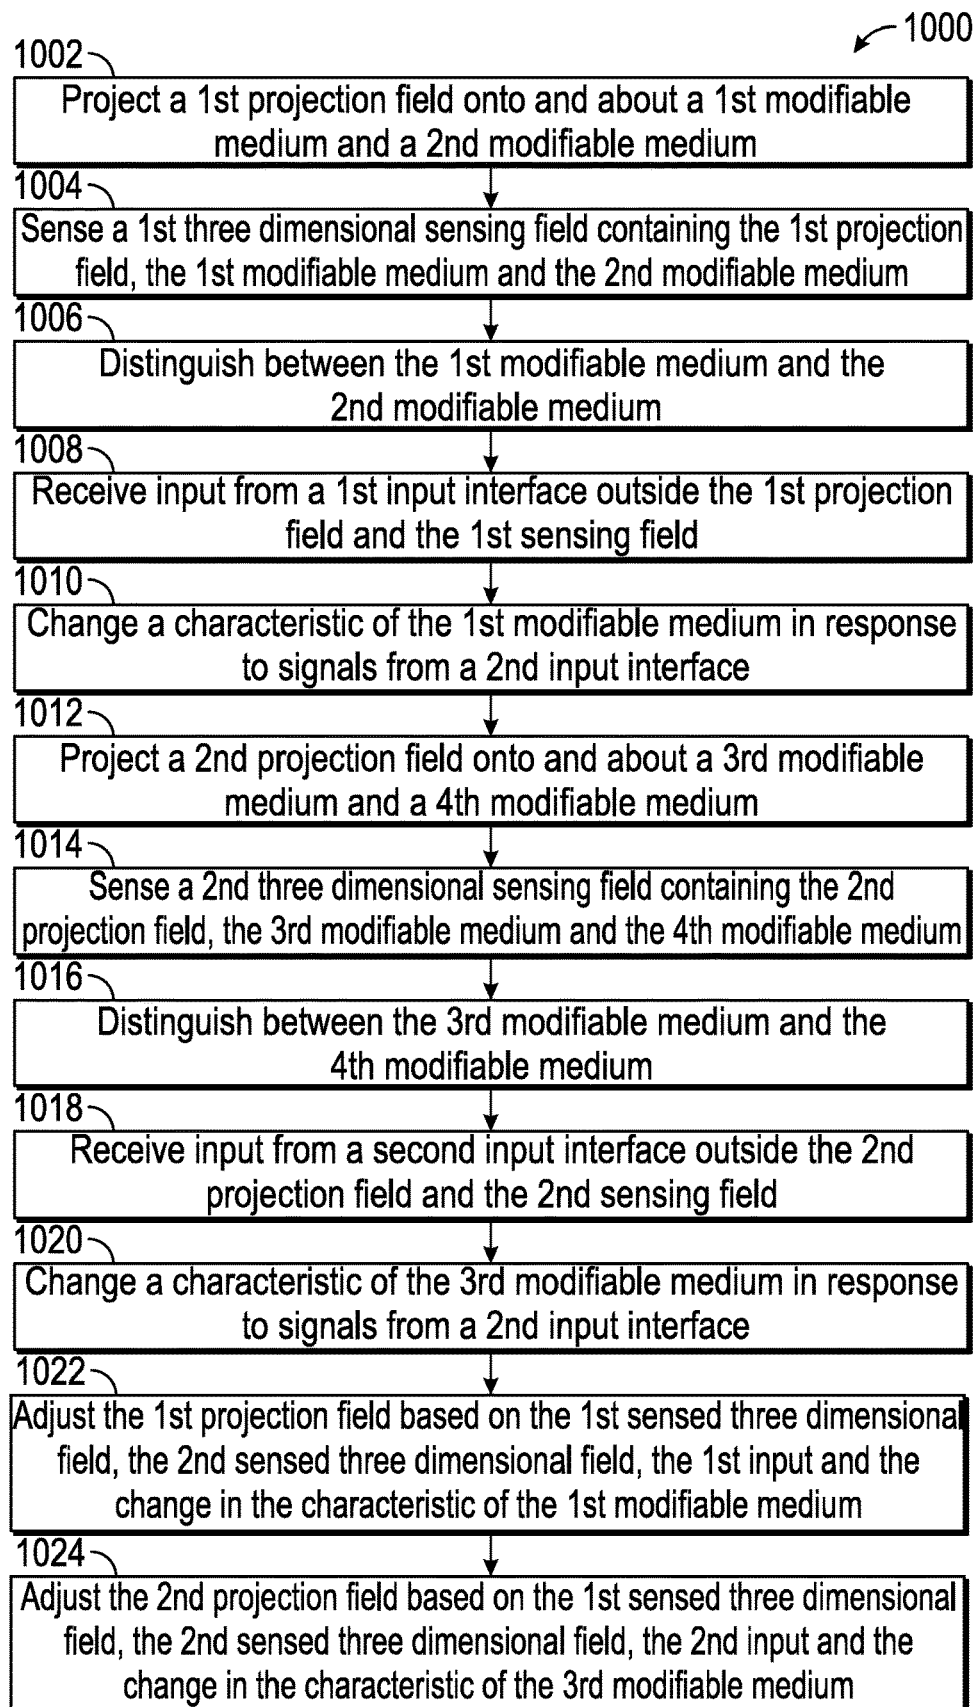 1000
1002
Project a 1st projection field onto and about a 1st modifiable
medium and a 2nd modifiable medium
1004
Sense a 1st three dimensional sensing field containing the 1st projection
field, the 1st modifiable medium and the 2nd modifiable medium
1006
Distinguish between the 1st modifiable medium and the
2nd modifiable medium
1008
Receive input from a 1st input interface outside the 1st projection
field and the 1st sensing field
1010
Change a characteristic of the 1st modifiable medium in response
to signals from a 2nd input interface
1012
Project a 2nd projection field onto and about a 3rd modifiable
medium and a 4th modifiable medium
1014
Sense a 2nd three dimensional sensing field containing the 2nd
projection field, the 3rd modifiable medium and the 4th modifiable medium
1016
Distinguish between the 3rd modifiable medium and the
4th modifiable medium
1018
Receive input from a second input interface outside the 2nd
projection field and the 2nd sensing field
1020
Change a characteristic of the 3rd modifiable medium in response
to signals from a 2nd input interface
1022
Adjust the 1st projection field based on the 1st sensed three dimensional
field, the 2nd sensed three dimensional field, the 1st input and the
change in the characteristic of the 1st modifiable medium
1024
Adjust the 2nd projection field based on the 1st sensed three dimensional
field, the 2nd sensed three dimensional field, the 2nd input and the
change in the characteristic of the 3rd modifiable medium